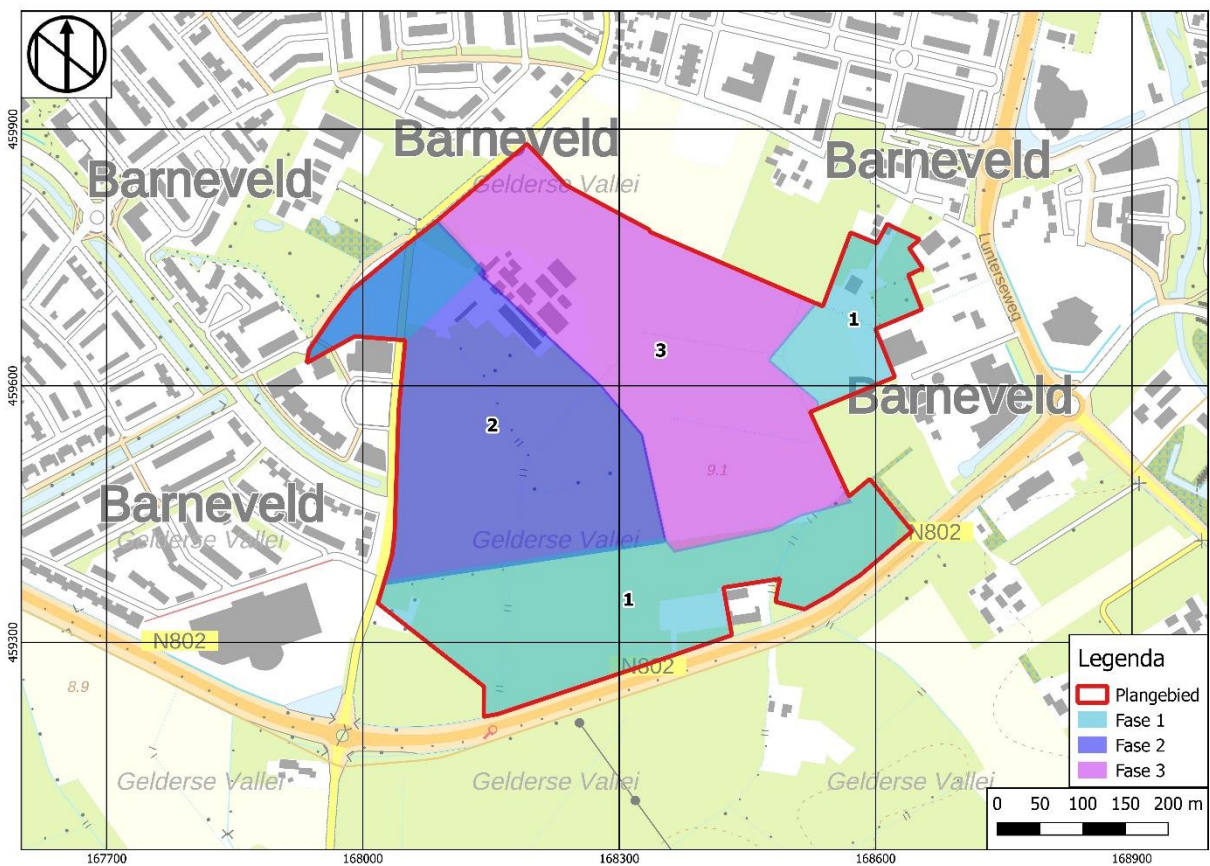 459900
459600
459300
Barneveld
Gelderse Vallei
Barneveld
Barneveld
Lunterseweg
1
3
Barneveld
2
9.1
Barneveld
Gelderse Vallei
Gelderse Vallei
N802
1
N802
N802
8.9
Gelderse Vallei
Gelderse Vallei
Gelderse Vallei
Legenda
Plangebied
Fase 1
Fase 2
Fase 3
0 50 100 150 200 m
167700 168000 168300 168600 168900